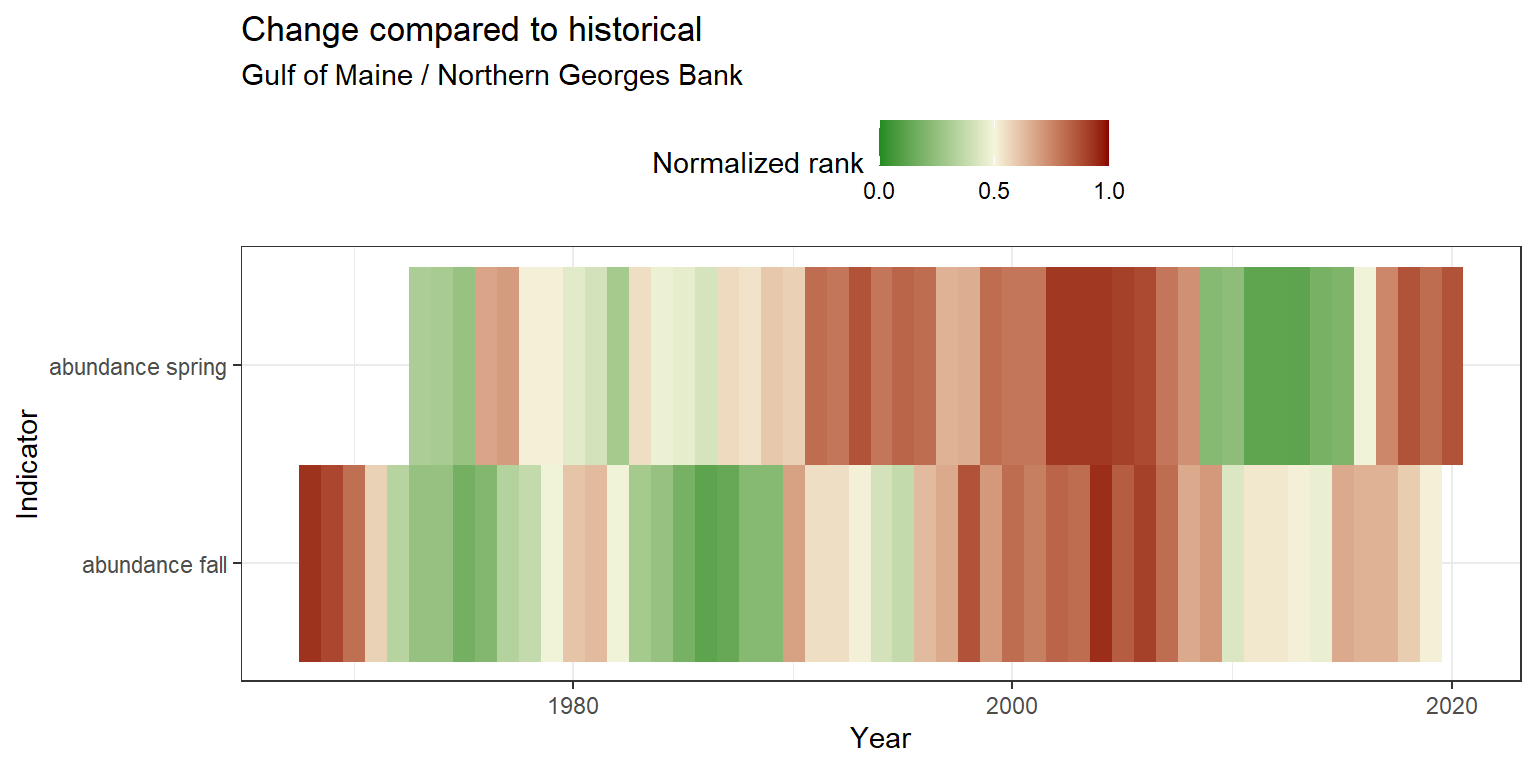 Change compared to historical
Gulf of Maine / Northern Georges Bank
Normalized rank
0.0 0.5 1.0
abundance spring
abundance fall
Indicator
1980 2000 2020
Year